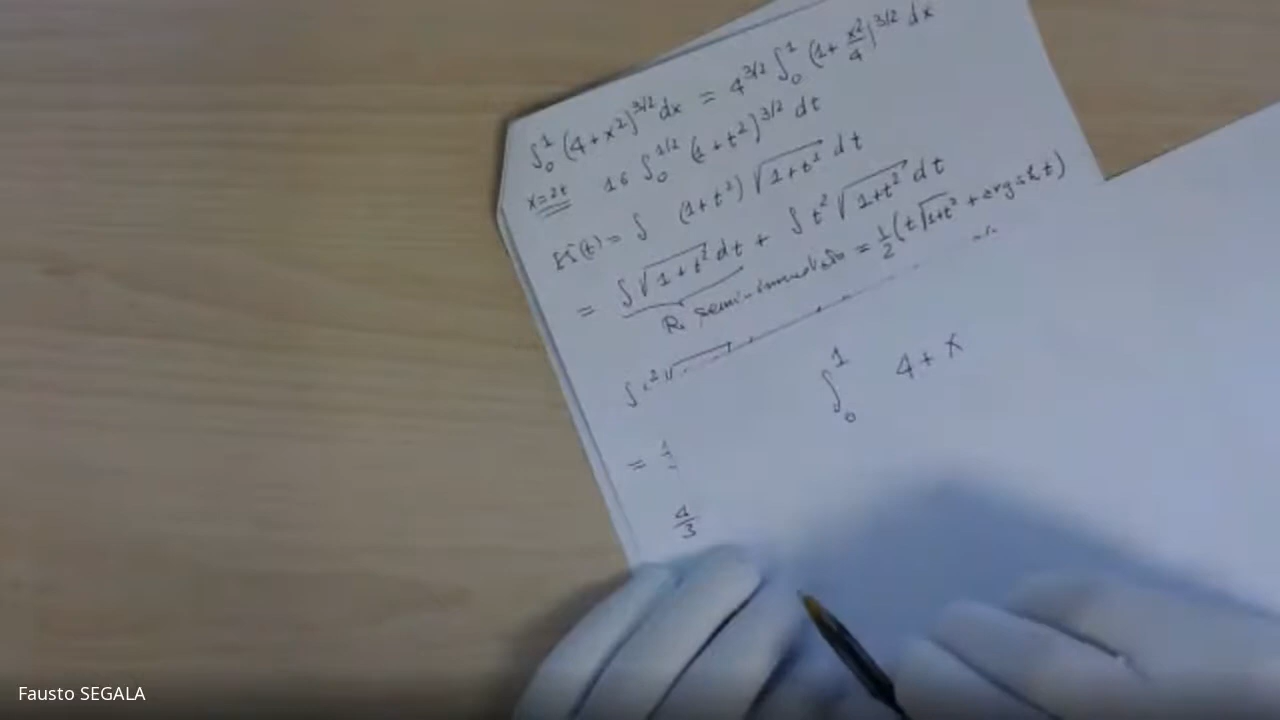 ∫₀¹ (4+x²)^3/2 dx = 4^3/2 ∫₀¹ (1+ x²/4)^3/2 dx
x=2t 16 ∫₀^1/2 (1+t²)^3/2 dt
(t) = ∫ (1+t²) √1+t² dt
= ∫ √1+t² dt + ∫ t² √1+t² dt
semi-immediato = 1/2 (t√1+t² + argsh t)
∫ t² √
∫₀¹ 4+x
=
4/3
Fausto SEGALA